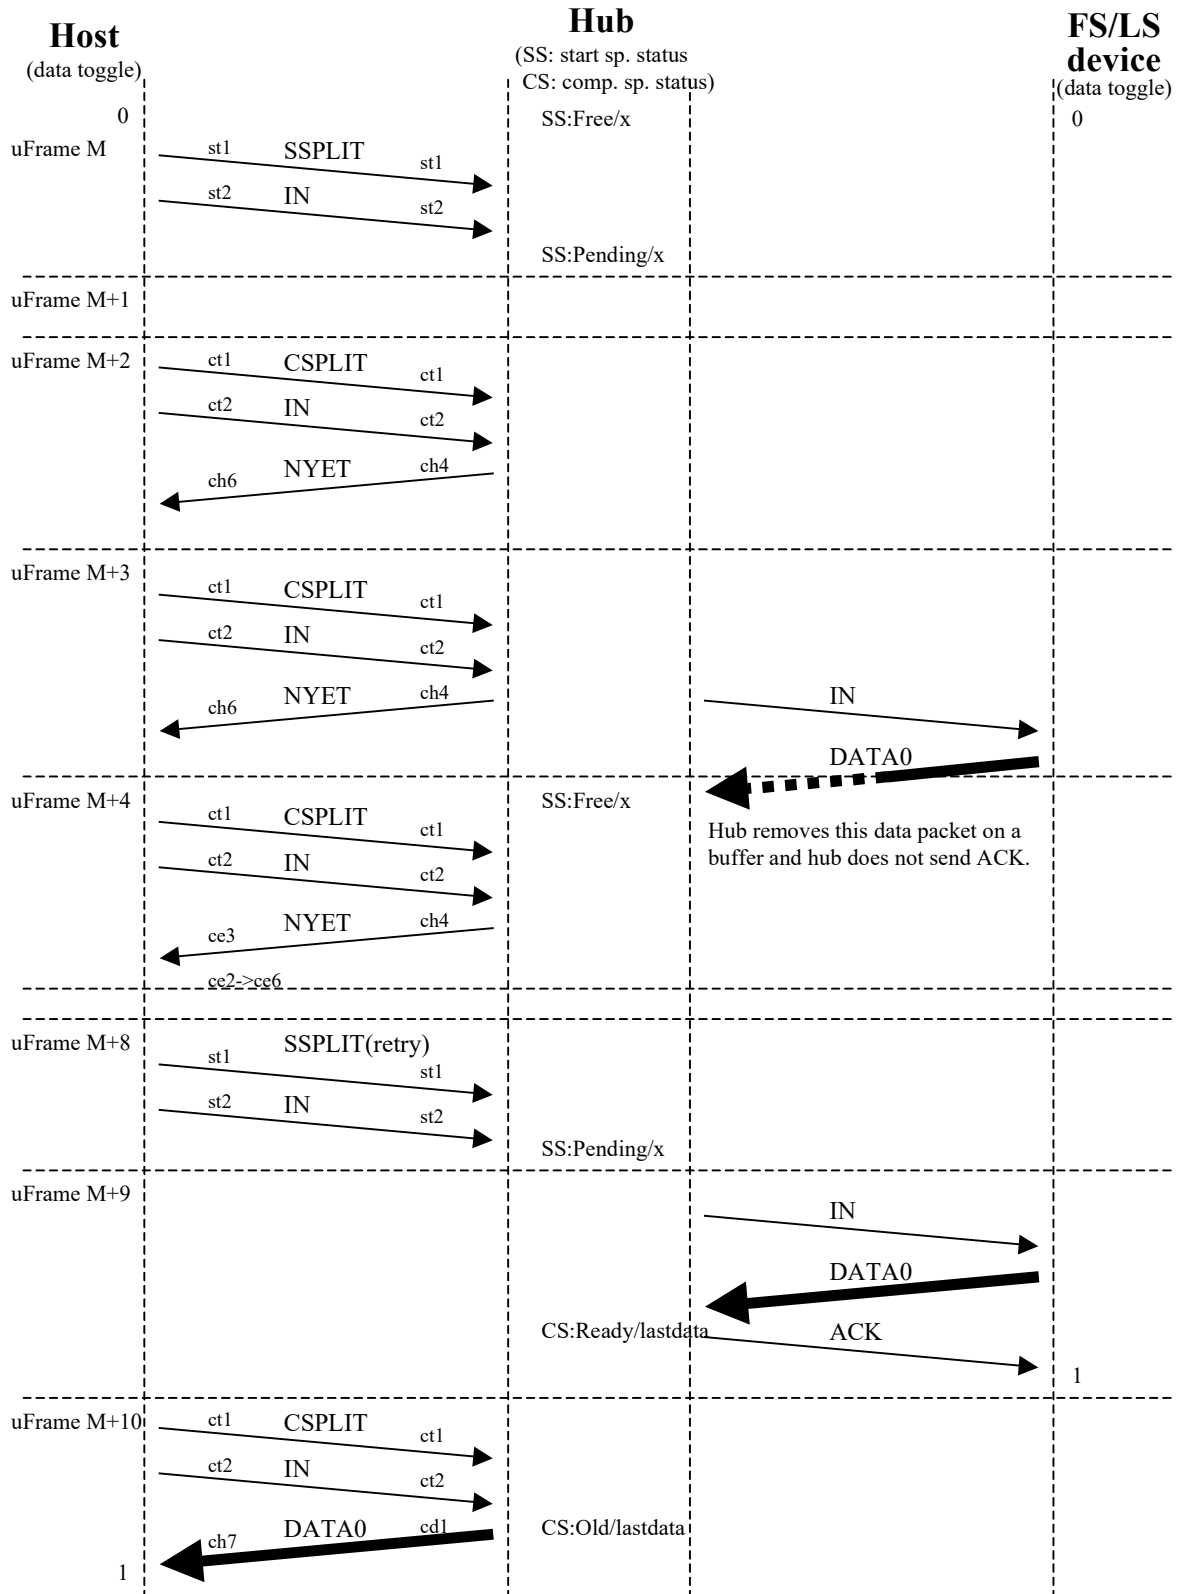 Host
(data toggle)
Hub
(SS: start sp. status
CS: comp. sp. status)
FS/LS
device
(data toggle)
0
SS:Free/x
0
uFrame M
st1 SSPLIT st1
st2 IN st2
SS:Pending/x
uFrame M+1
uFrame M+2
ct1 CSPLIT ct1
ct2 IN ct2
ch6 NYET ch4
uFrame M+3
ct1 CSPLIT ct1
ct2 IN ct2
ch6 NYET ch4
IN
DATA0
uFrame M+4
SS:Free/x
ct1 CSPLIT ct1
Hub removes this data packet on a
buffer and hub does not send ACK.
ct2 IN ct2
ce3 NYET ch4
ce2->ce6
uFrame M+8
st1 SSPLIT(retry) st1
st2 IN st2
SS:Pending/x
uFrame M+9
IN
DATA0
CS:Ready/lastdata
ACK
1
uFrame M+10
ct1 CSPLIT ct1
ct2 IN ct2
ch7 DATA0 cd1
CS:Old/lastdata
1